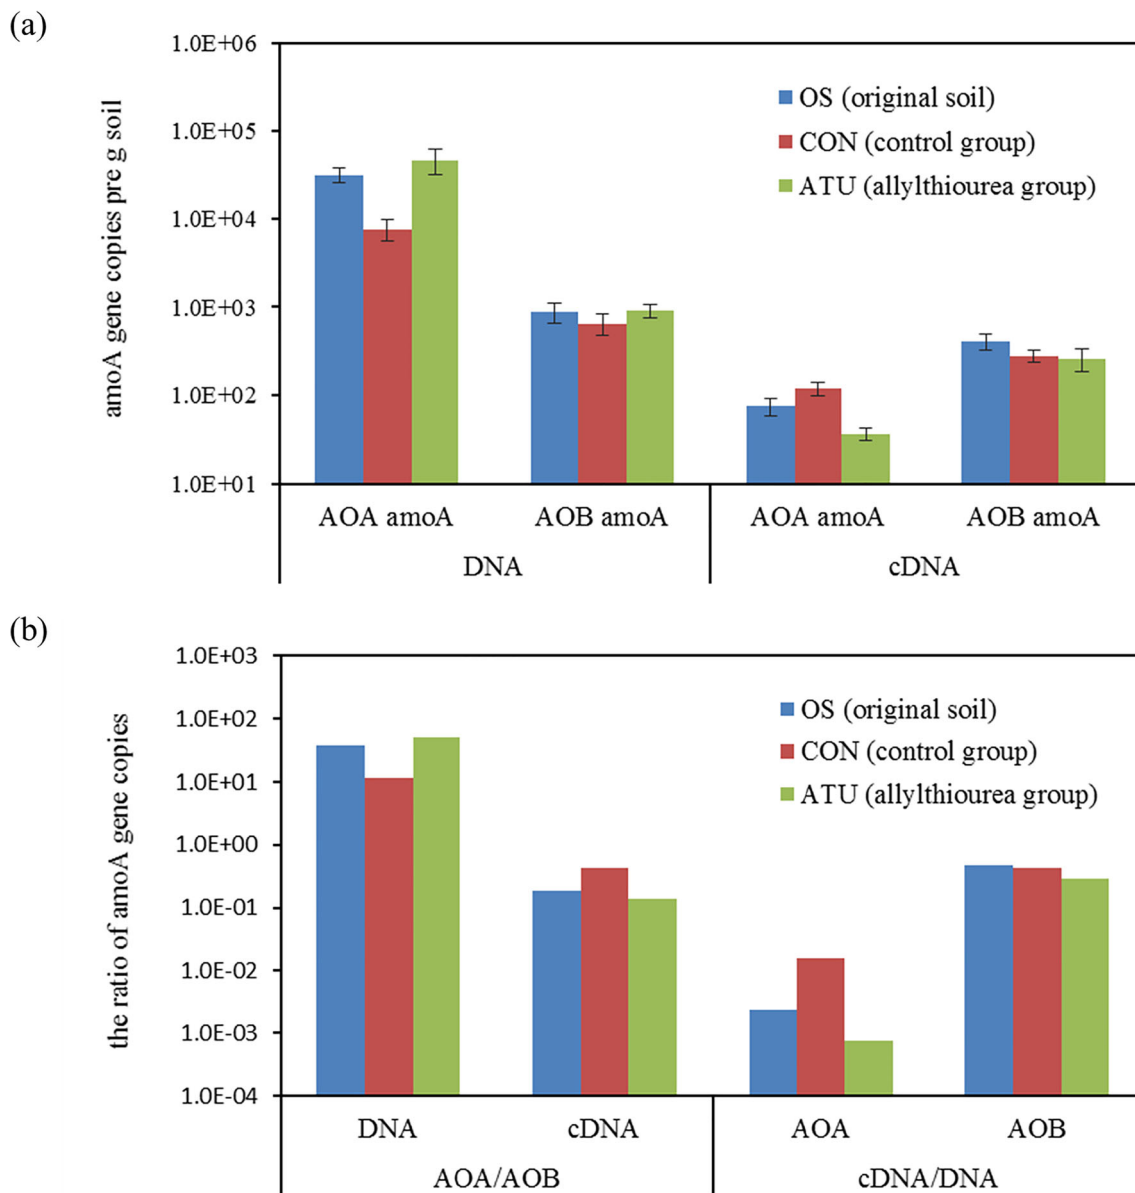 (a)
amoA gene copies pre g soil
1.0E+06
1.0E+05
1.0E+04
1.0E+03
1.0E+02
1.0E+01
OS (original soil)
CON (control group)
ATU (allylthiourea group)
AOA amoA
AOB amoA
AOA amoA
AOB amoA
DNA
cDNA
(b)
the ratio of amoA gene copies
1.0E+03
1.0E+02
1.0E+01
1.0E+00
1.0E-01
1.0E-02
1.0E-03
1.0E-04
OS (original soil)
CON (control group)
ATU (allylthiourea group)
DNA
cDNA
AOA
AOB
AOA/AOB
cDNA/DNA